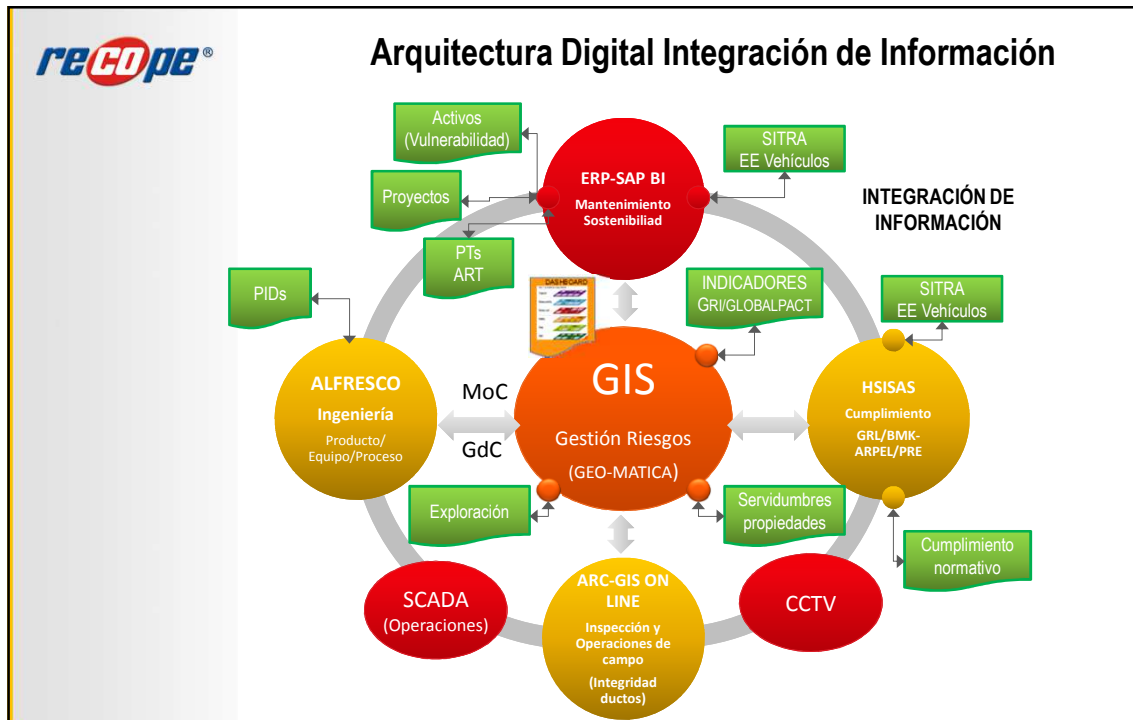 recope®
Arquitectura Digital Integración de Información
Activos
(Vulnerabilidad)
Proyectos
PTs
ART
ERP-SAP BI
Mantenimiento
Sostenibiliad
SITRA
EE Vehículos
INTEGRACIÓN DE
INFORMACIÓN
PIDs
DASHBOARD
INDICADORES
GRI/GLOBALPACT
SITRA
EE Vehículos
ALFRESCO
Ingeniería
Producto/
Equipo/Proceso
MoC
GdC
GIS
Gestión Riesgos
(GEO-MATICA)
HSISAS
Cumplimiento
GRL/BMK-
ARPEL/PRE
Exploración
Servidumbres
propiedades
Cumplimiento
normativo
SCADA
(Operaciones)
ARC-GIS ON
LINE
Inspección y
Operaciones de
campo
(Integridad
ductos)
CCTV